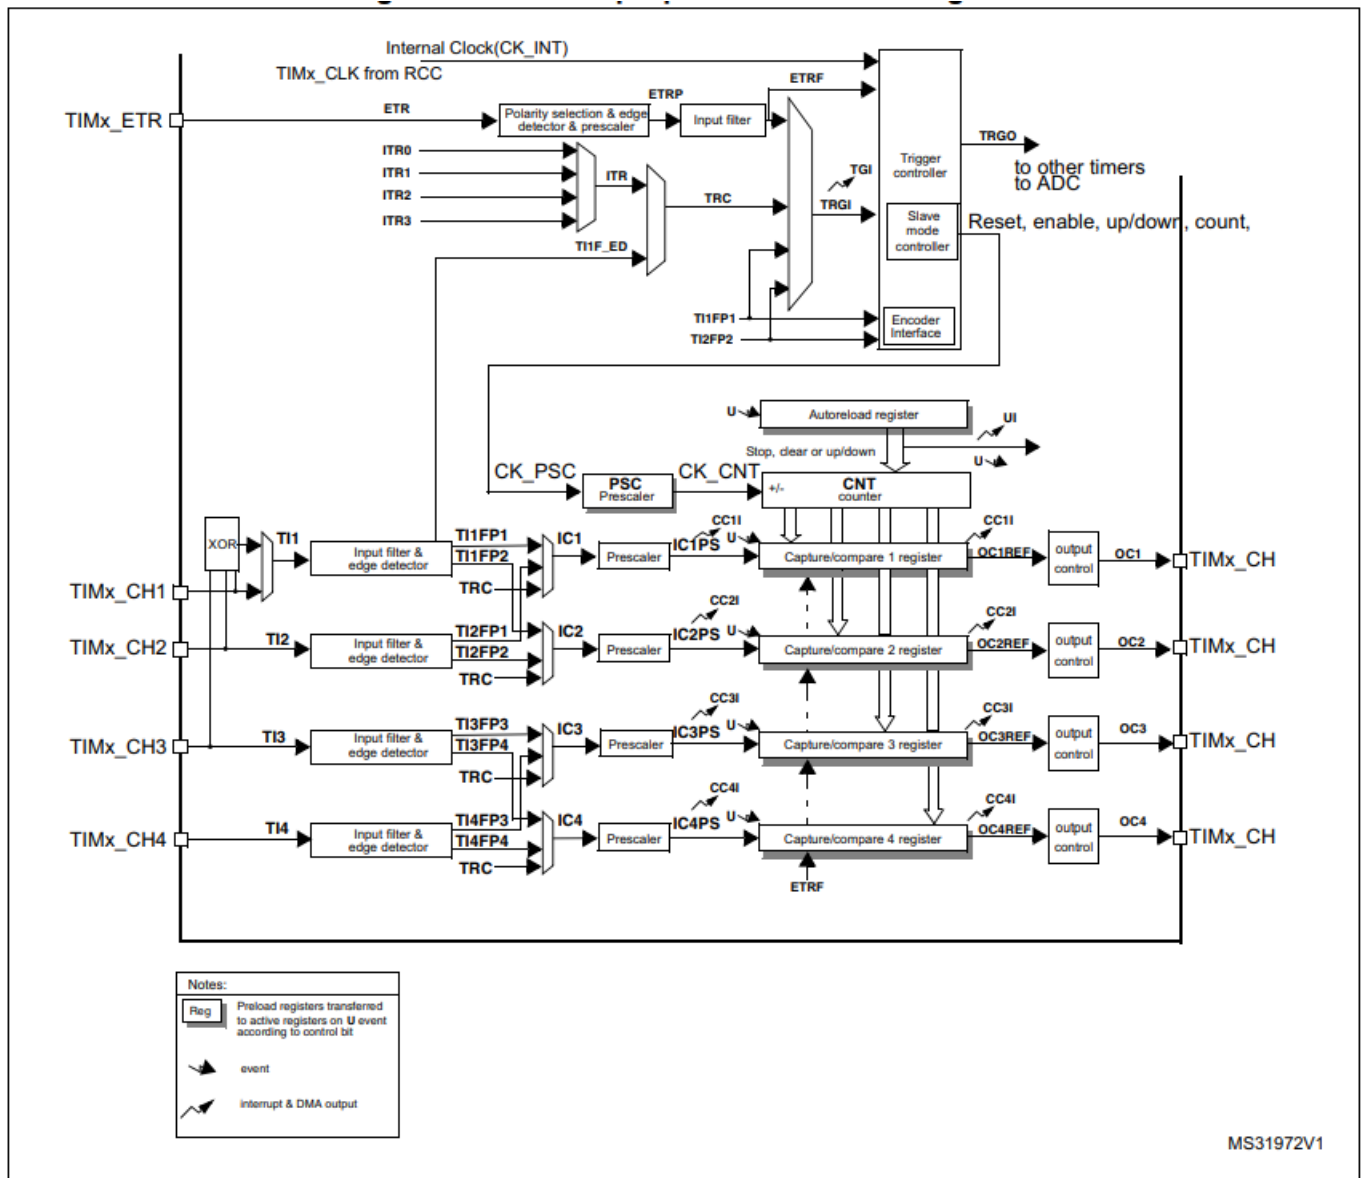 Internal Clock(CK_INT)
TIMx_CLK from RCC
ETRF
ETRP
ETR
TIMx_ETR
Polarity selection & edge
detector & prescaler
Input filter
TRGO
to other timers
to ADC
Trigger
controller
ITR0
ITR1
ITR2
ITR3
ITR
TRC
TGI
TRGI
Slave
mode
controller
Reset, enable, up/down, count,
TI1F_ED
TI1FP1
TI2FP2
Encoder
Interface
U
Autoreload register
UI
Stop, clear or up/down
U
CK_PSC
PSC
Prescaler
CK_CNT
+/-
CNT
counter
XOR
TI1
Input filter &
edge detector
TI1FP1
TI1FP2
TRC
IC1
Prescaler
CC1I
U
IC1PS
Capture/compare 1 register
CC1I
OC1REF
output
control
OC1
TIMx_CH
TIMx_CH1
TIMx_CH2
TI2
Input filter &
edge detector
TI2FP1
TI2FP2
TRC
IC2
Prescaler
CC2I
U
IC2PS
Capture/compare 2 register
CC2I
OC2REF
output
control
OC2
TIMx_CH
TIMx_CH3
TI3
Input filter &
edge detector
TI3FP3
TI3FP4
TRC
IC3
Prescaler
CC3I
U
IC3PS
Capture/compare 3 register
CC3I
OC3REF
output
control
OC3
TIMx_CH
TIMx_CH4
TI4
Input filter &
edge detector
TI4FP3
TI4FP4
TRC
IC4
Prescaler
CC4I
U
IC4PS
Capture/compare 4 register
CC4I
OC4REF
output
control
OC4
TIMx_CH
ETRF
Notes:
Reg
Preload registers transferred
to active registers on U event
according to control bit
event
interrupt & DMA output
MS31972V1